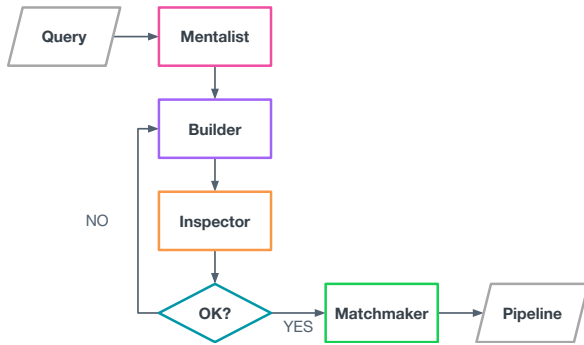 Query
Mentalist
Builder
NO
Inspector
OK?
YES
Matchmaker
Pipeline